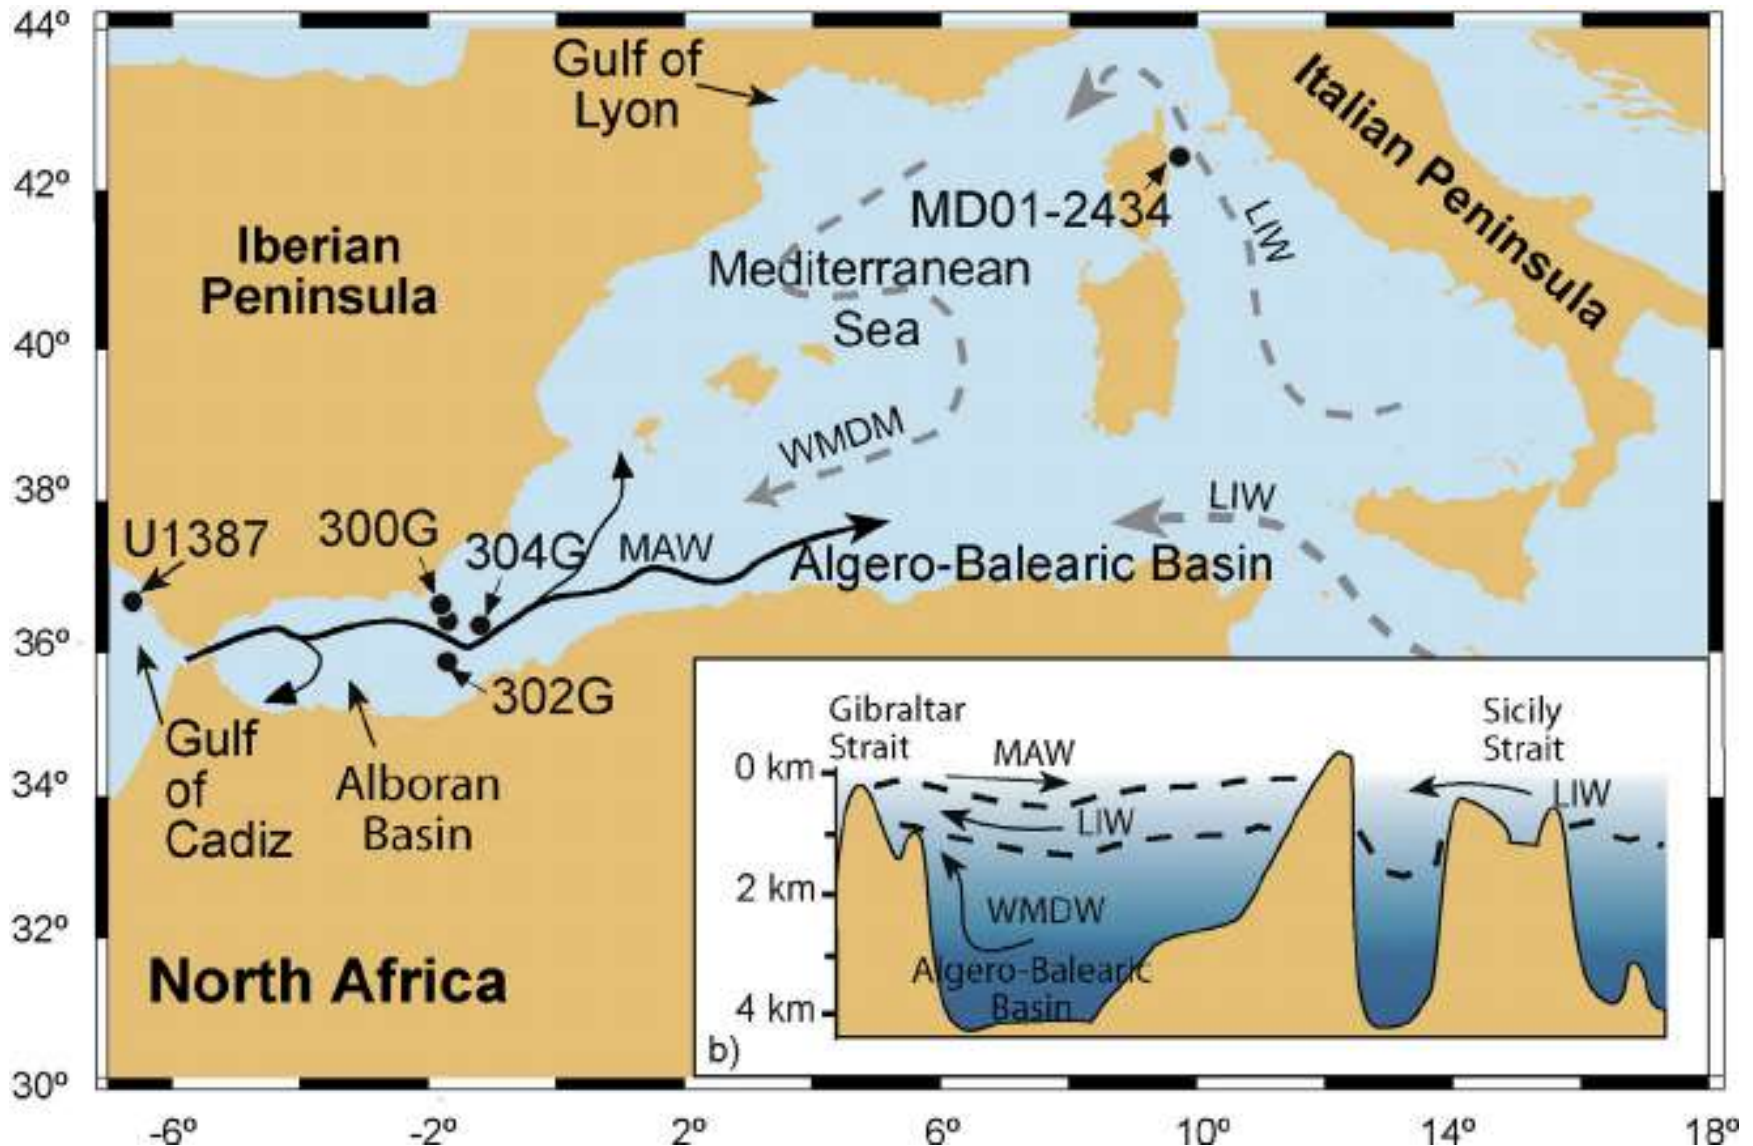 44º
42º
40º
38º
36º
34º
32º
30º
-6º
-2º
2º
6º
10º
14º
18º
Gulf of
Lyon
Italian Peninsula
Iberian
Peninsula
MD01-2434
LIW
Mediterranean
Sea
WMDM
LIW
U1387
300G
304G
MAW
Algero-Balearic Basin
302G
Gulf
of
Cadiz
Alboran
Basin
North Africa
Gibraltar
Strait
Sicily
Strait
MAW
0 km
LIW
LIW
2 km
WMDW
Algero-Balearic
Basin
4 km
b)